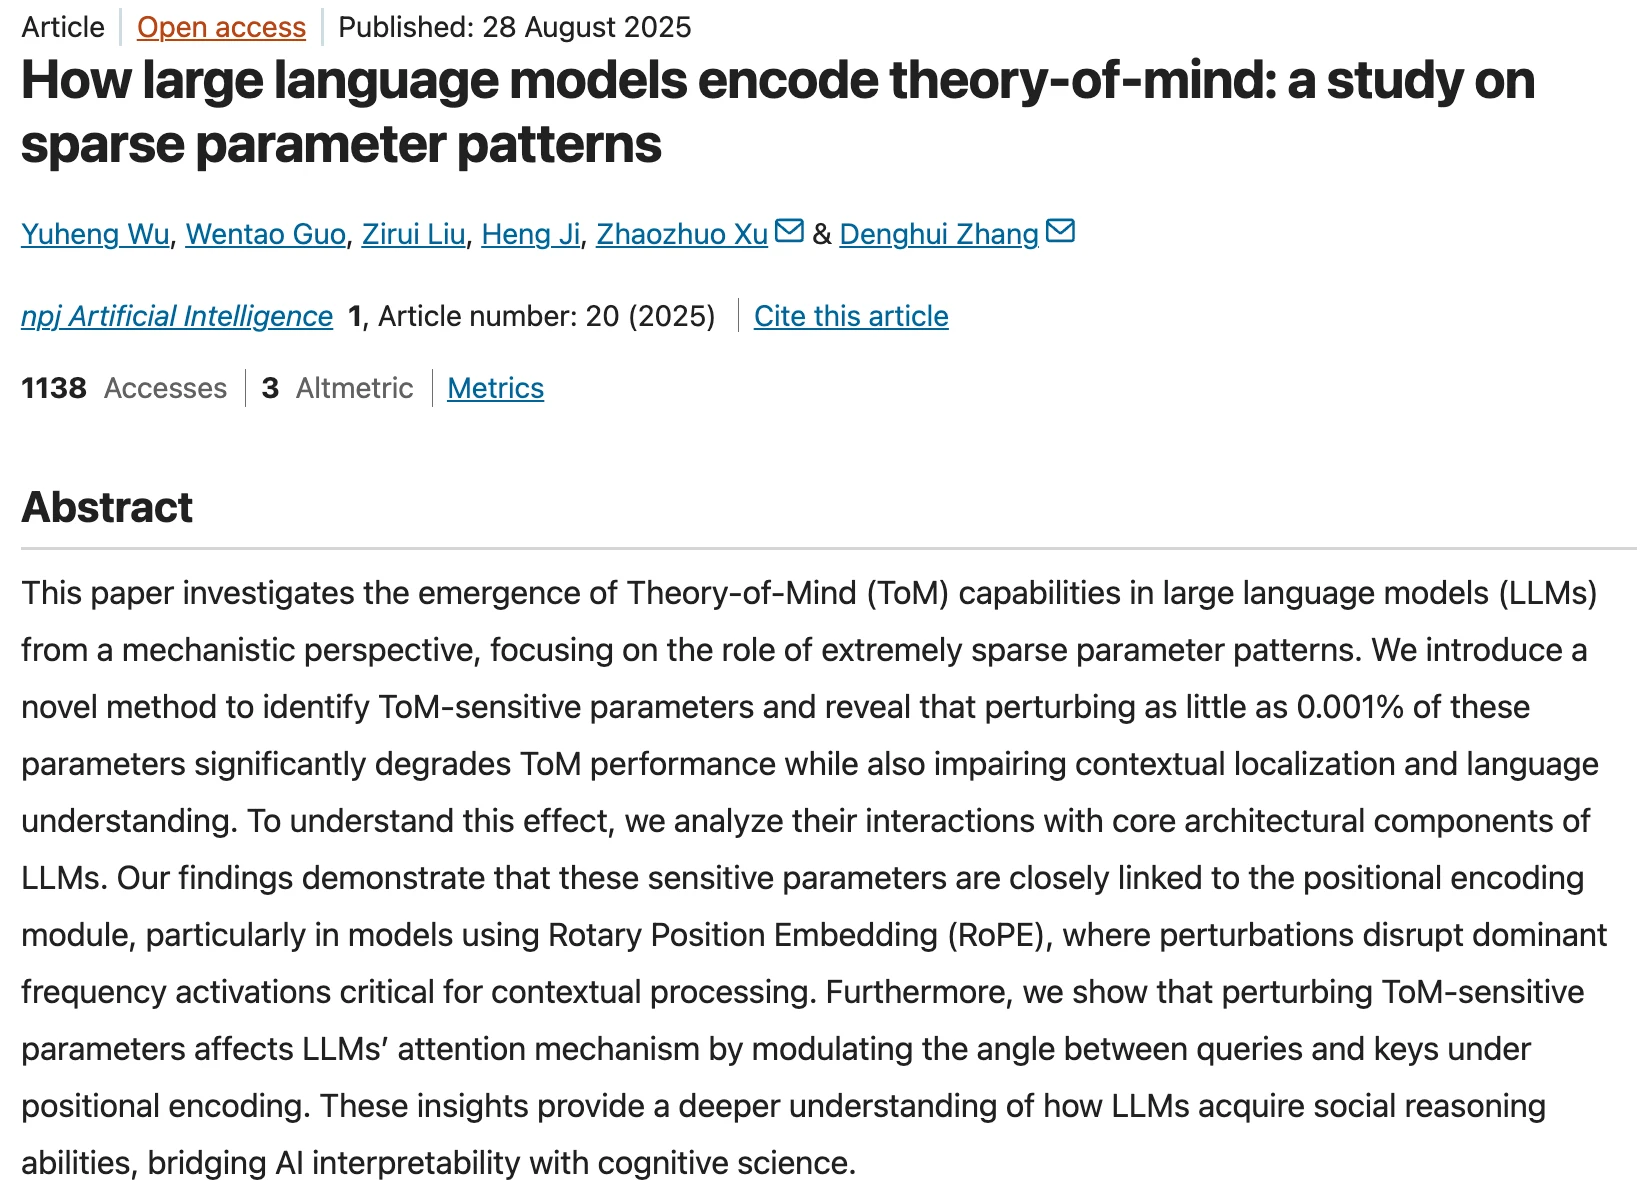 Article | Open access | Published: 28 August 2025
How large language models encode theory-of-mind: a study on
sparse parameter patterns
Yuheng Wu, Wentao Guo, Zirui Liu, Heng Ji, Zhaozhuo Xu & Denghui Zhang
npj Artificial Intelligence 1, Article number: 20 (2025) | Cite this article
1138 Accesses | 3 Altmetric | Metrics
Abstract
This paper investigates the emergence of Theory-of-Mind (ToM) capabilities in large language models (LLMs)
from a mechanistic perspective, focusing on the role of extremely sparse parameter patterns. We introduce a
novel method to identify ToM-sensitive parameters and reveal that perturbing as little as 0.001% of these
parameters significantly degrades ToM performance while also impairing contextual localization and language
understanding. To understand this effect, we analyze their interactions with core architectural components of
LLMs. Our findings demonstrate that these sensitive parameters are closely linked to the positional encoding
module, particularly in models using Rotary Position Embedding (RoPE), where perturbations disrupt dominant
frequency activations critical for contextual processing. Furthermore, we show that perturbing ToM-sensitive
parameters affects LLMs’ attention mechanism by modulating the angle between queries and keys under
positional encoding. These insights provide a deeper understanding of how LLMs acquire social reasoning
abilities, bridging AI interpretability with cognitive science.